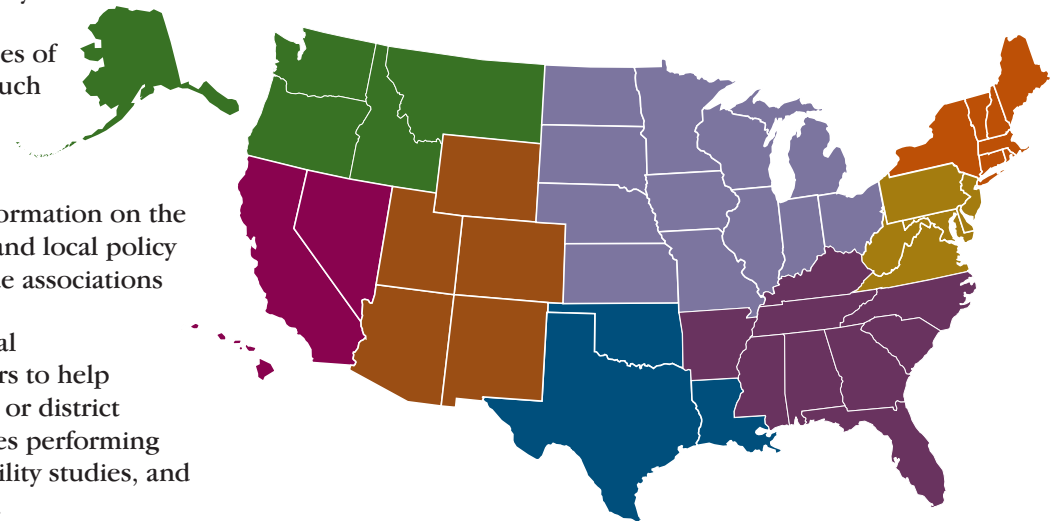 es of
uch
ormation on the
and local policy
e associations
al
rs to help
or district
es performing
ility studies, and